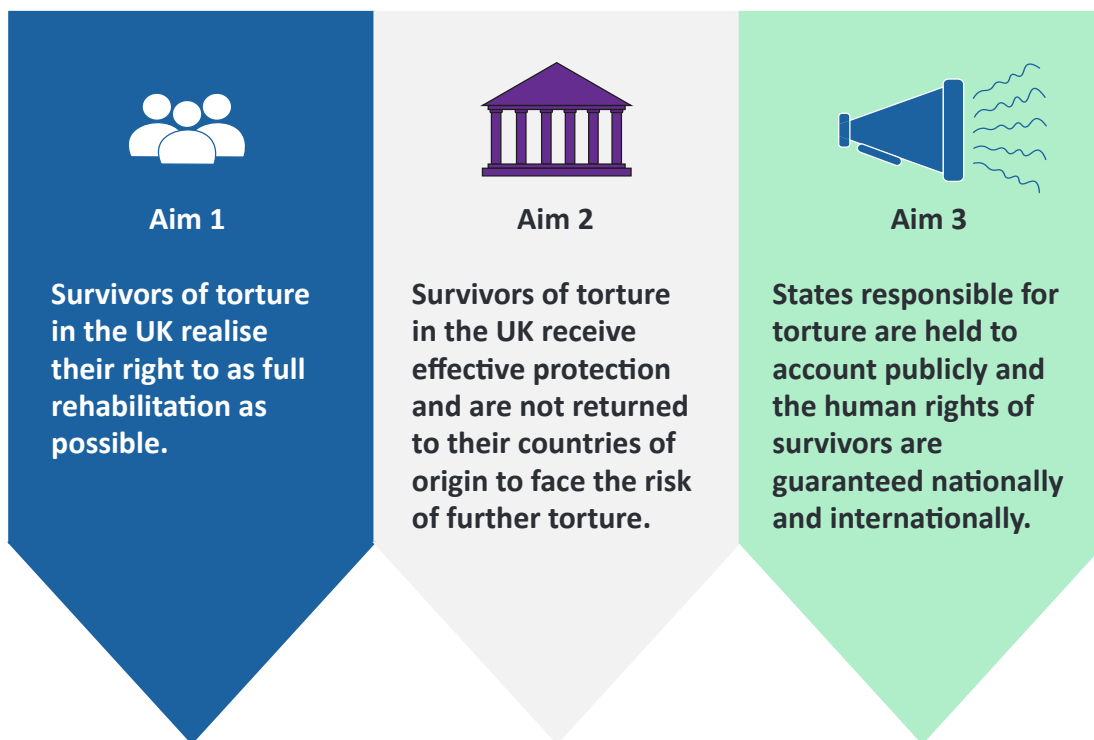 Aim 1
Survivors of torture
in the UK realise
their right to as full
rehabilitation as
possible.
Aim 2
Survivors of torture
in the UK receive
effective protection
and are not returned
to their countries of
origin to face the risk
of further torture.
Aim 3
States responsible for
torture are held to
account publicly and
the human rights of
survivors are
guaranteed nationally
and internationally.